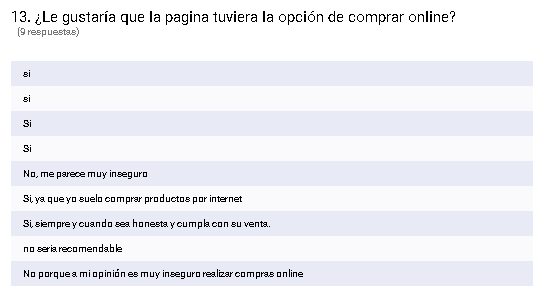 13. ¿Le gustaría que la pagina tuviera la opción de comprar online?
(9 respuestas)
si
si
Si
Si
No, me parece muy inseguro
Si, ya que yo suelo comprar productos por internet
Si, siempre y cuando sea honesta y cumpla con su venta.
no seria recomendable
No porque a mi opinión es muy inseguro realizar compras online